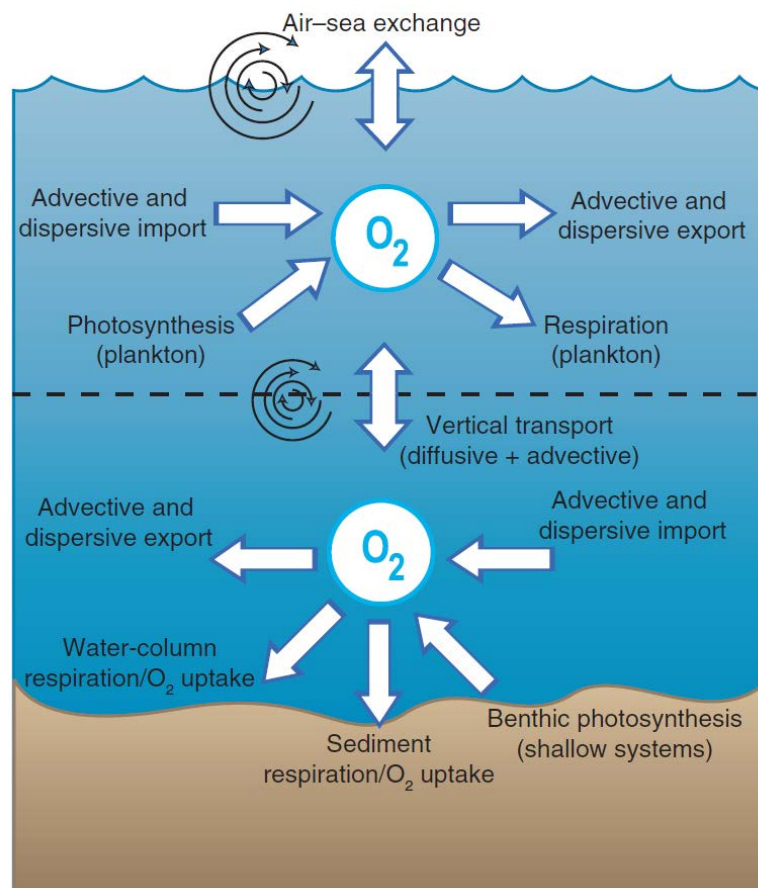 Air–sea exchange
Advective and
dispersive import
O₂
Advective and
dispersive export
Photosynthesis
(plankton)
Respiration
(plankton)
Vertical transport
(diffusive + advective)
Advective and
dispersive export
O₂
Advective and
dispersive import
Water-column
respiration/O₂ uptake
Sediment
respiration/O₂ uptake
Benthic photosynthesis
(shallow systems)